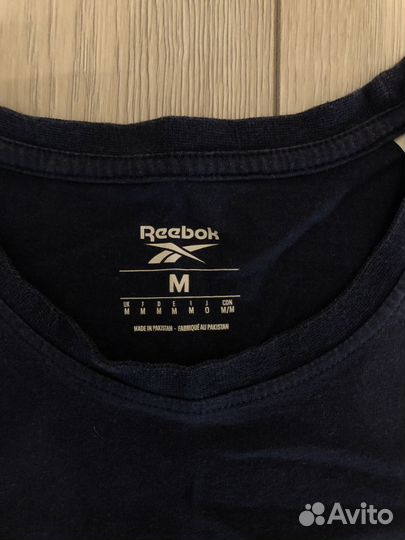 Reebok
M
UK F D E I J CDN
M M M M M O M/M
MADE IN PAKISTAN - FABRIQUÉ AU PAKISTAN
Avito